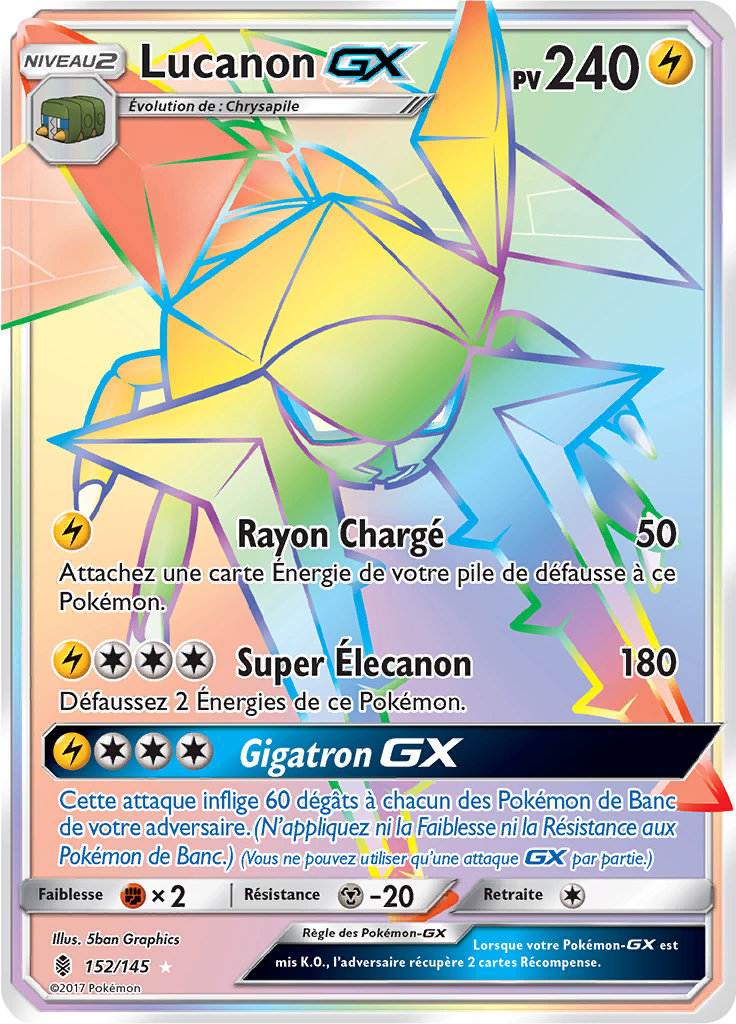 NIVEAU 2 Lucanon GX PV 240
Évolution de : Chrysapile
Rayon Chargé 50
Attachez une carte Énergie de votre pile de défausse à ce
Pokémon.
Super Élecanon 180
Défaussez 2 Énergies de ce Pokémon.
Gigatron GX
Cette attaque inflige 60 dégâts à chacun des Pokémon de Banc
de votre adversaire. (N'appliquez ni la Faiblesse ni la Résistance aux
Pokémon de Banc.) (Vous ne pouvez utiliser qu'une attaque GX par partie.)
Faiblesse × 2 Résistance -20 Retraite
Illus. 5ban Graphics
152/145
©2017 Pokémon
Règle des Pokémon-GX
Lorsque votre Pokémon-GX est
mis K.O., l'adversaire récupère 2 cartes Récompense.